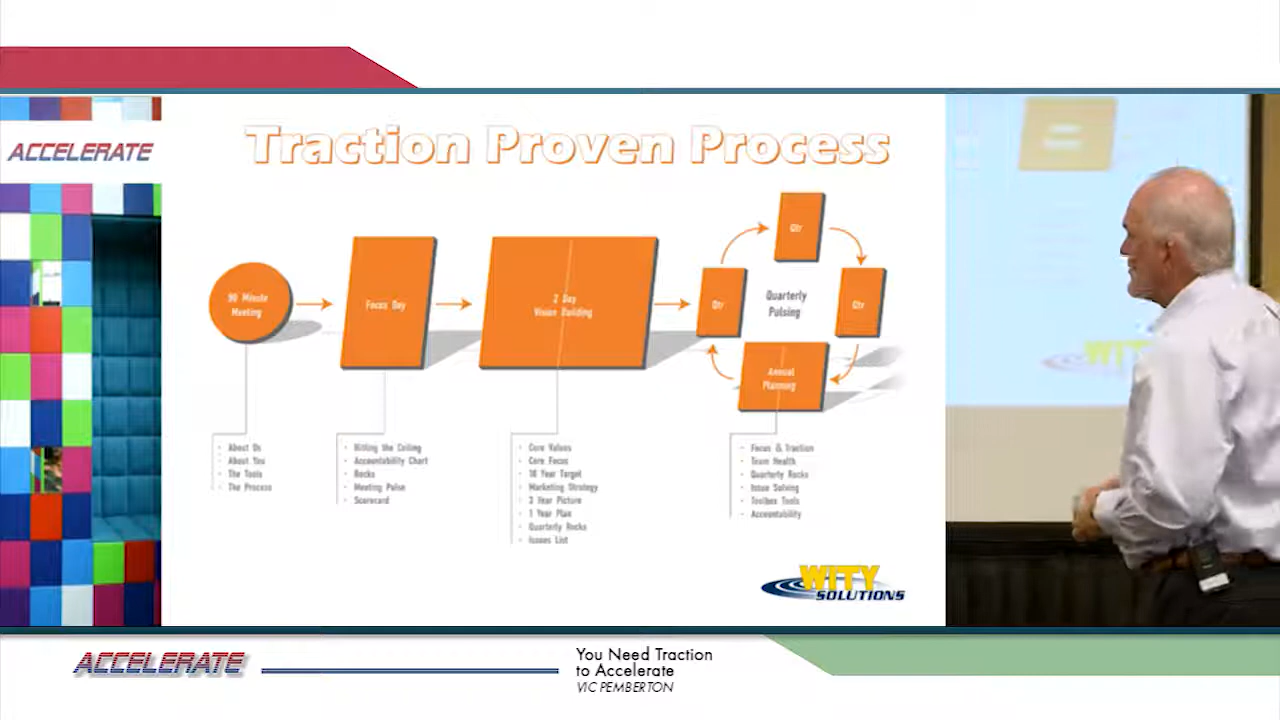 ACCELERATE
Traction Proven Process
90 Minute
Meeting
Focus Day
2 Day
Vision Building
Qtr
Qtr
Qtr
Quarterly
Pulsing
Annual
Planning
· About Us
· About You
· The Tools
· The Process
· Hitting the Ceiling
· Accountability Chart
· Rocks
· Meeting Pulse
· Scorecard
· Core Values
· Core Focus
· 10 Year Target
· Marketing Strategy
· 3 Year Picture
· 1 Year Plan
· Quarterly Rocks
· Issues List
· Focus & Traction
· Team Health
· Quarterly Rocks
· Issue Solving
· Toolbox Tools
· Accountability
WITY
SOLUTIONS
WIT
ACCELERATE
You Need Traction
to Accelerate
VIC PEMBERTON